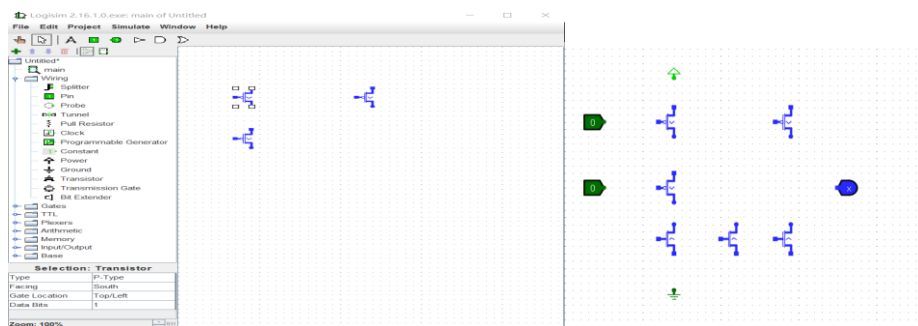 Logisim 2.16.1.0.exe: main of Untitled
File Edit Project Simulate Window Help
A
Untitled*
main
Wiring
Splitter
Pin
Probe
Tunnel
Pull Resistor
Clock
Programmable Generator
Constant
Power
Ground
Transistor
Transmission Gate
Bit Extender
Gates
TTL
Plexers
Arithmetic
Memory
Input/Output
Base
Selection: Transistor
Type P-Type
Facing South
Gate Location Top/Left
Data Bits 1
Zoom: 100%
0
0
x